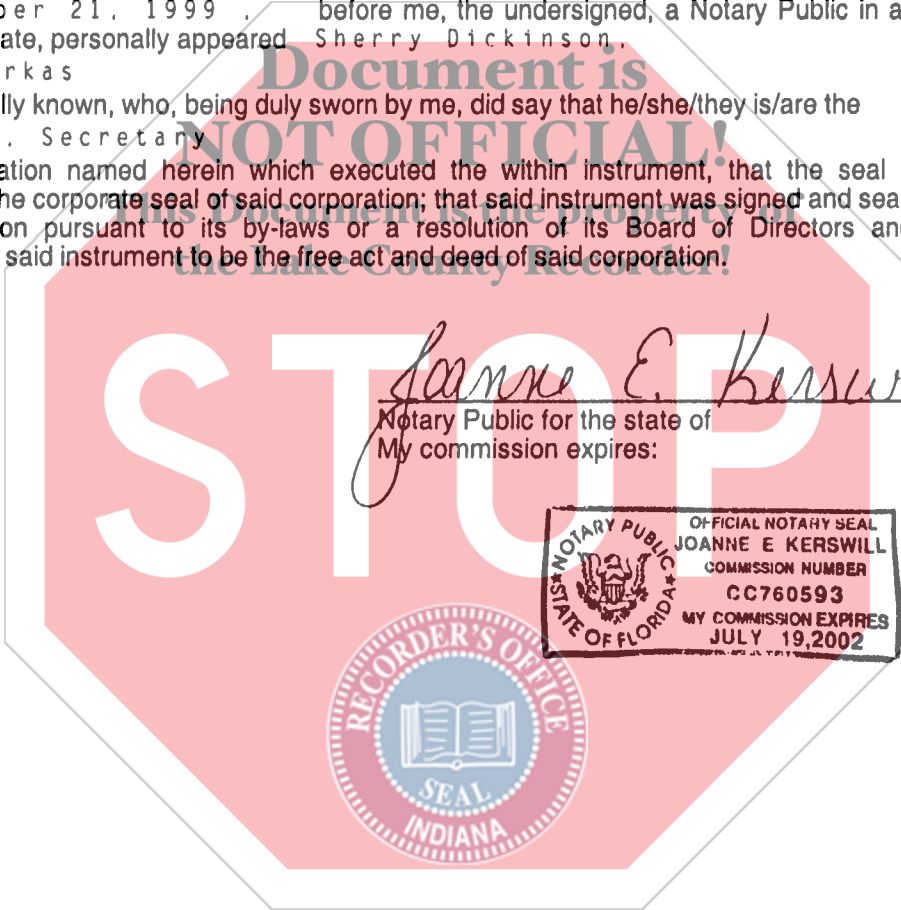 ber 21, 1999 , before me, the undersigned, a Notary Public in a
ate, personally appeared Sherry Dickinson,
rkas
lly known, who, being duly sworn by me, did say that he/she/they is/are the
. Secretary
ation named herein which executed the within instrument, that the seal
he corporate seal of said corporation; that said instrument was signed and sea
on pursuant to its by-laws or a resolution of its Board of Directors an
said instrument to be the free act and deed of said corporation.
Document is
NOT OFFICIAL!
This Document is the property of
the Lake County Recorder!
STOP
Joanne E. Kersw
Notary Public for the state of
My commission expires:
NOTARY PUBLIC
STATE OF FLORIDA
OFFICIAL NOTARY SEAL
JOANNE E KERSWILL
COMMISSION NUMBER
CC760593
MY COMMISSION EXPIRES
JULY 19,2002
RECORDER'S OFFICE
SEAL
INDIANA